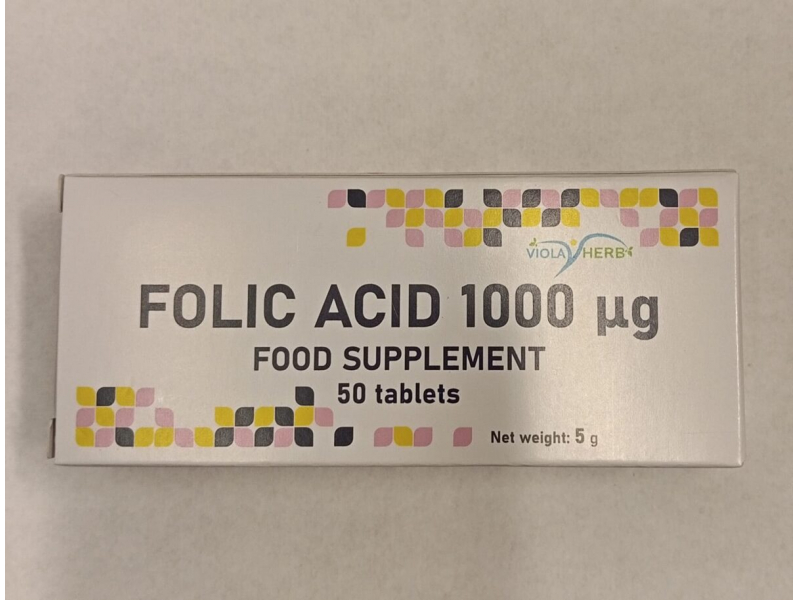 VIOLA HERB
FOLIC ACID 1000 µg
FOOD SUPPLEMENT
50 tablets
Net weight: 5 g